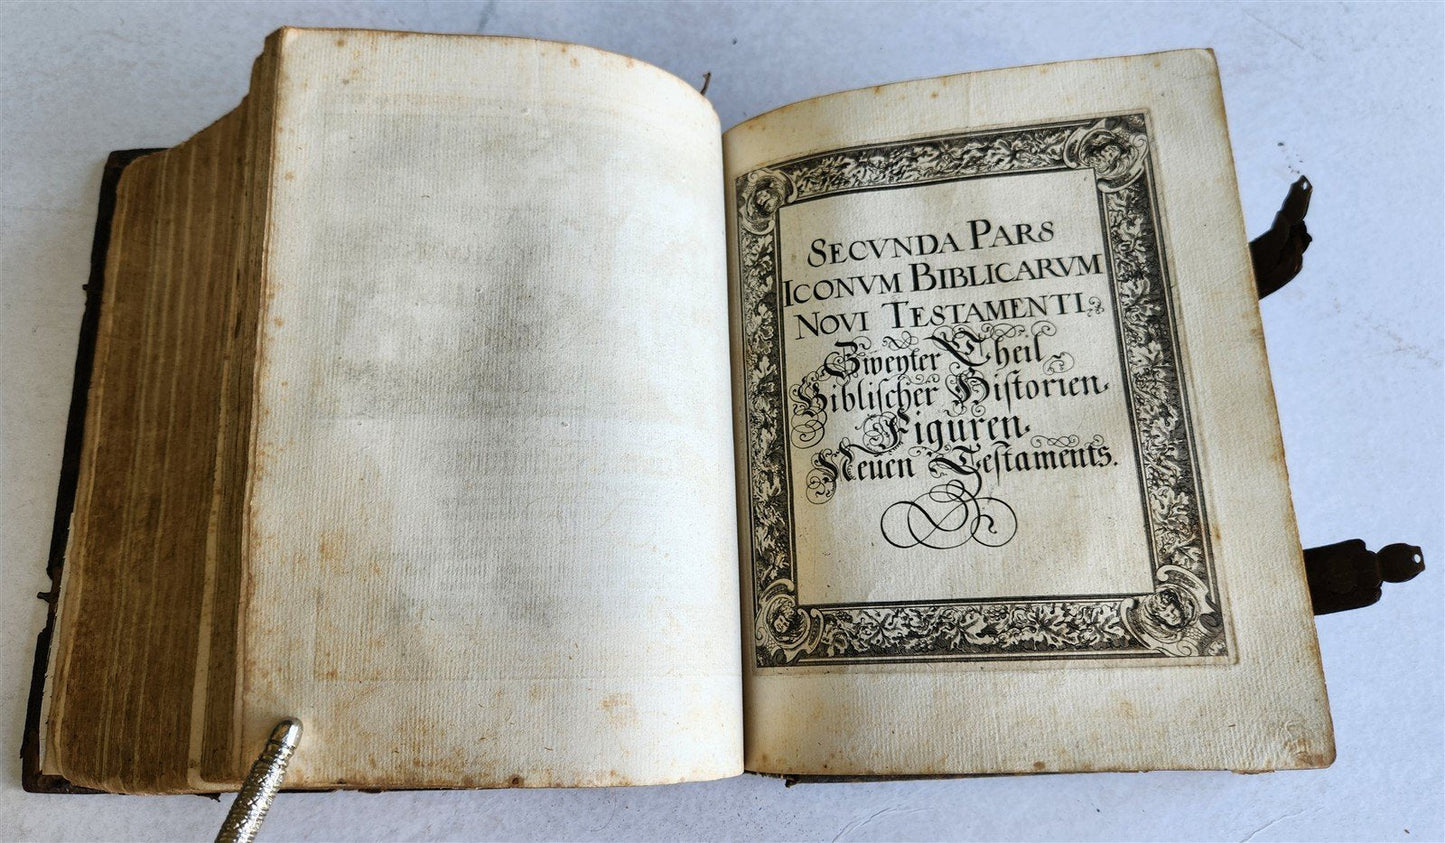 SECVNDA PARS
ICONVM BIBLICARVM
NOVI TESTAMENTI.
Zweyter Theil
Biblischer Historien
Figuren.
Neuen Testaments.